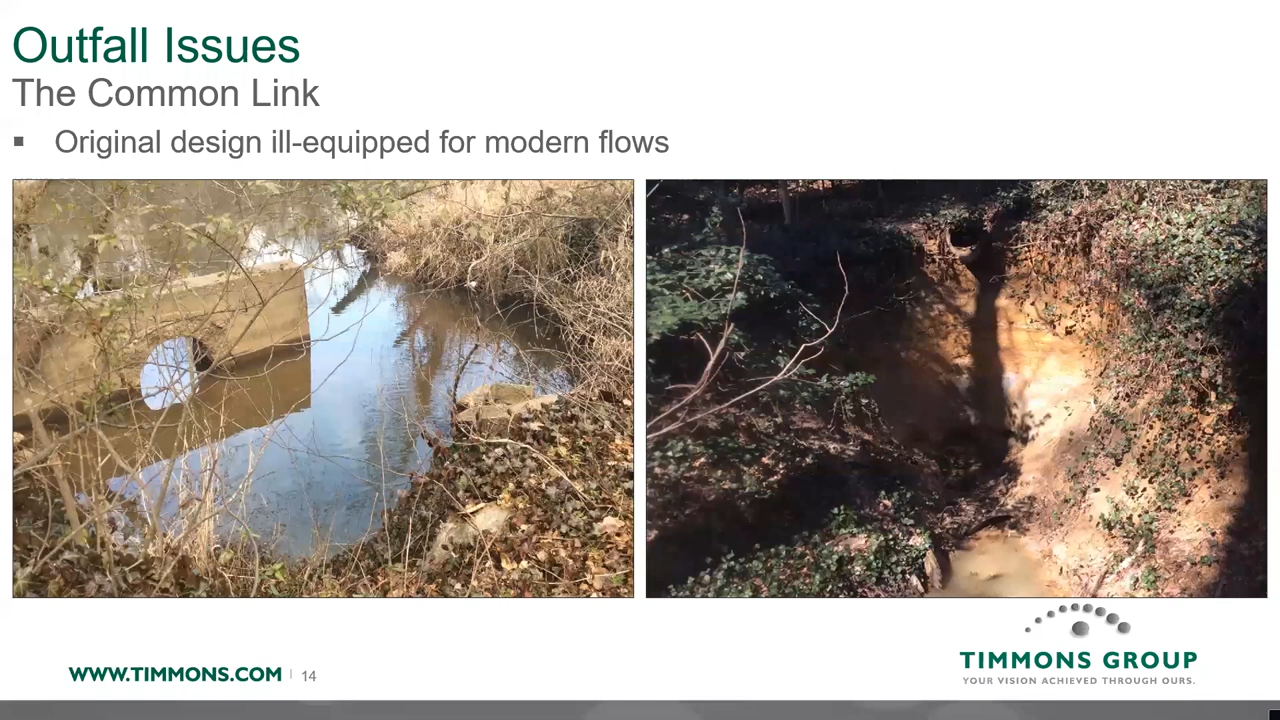 Outfall Issues
The Common Link
▪ Original design ill-equipped for modern flows
WWW.TIMMONS.COM | 14
TIMMONS GROUP
YOUR VISION ACHIEVED THROUGH OURS.